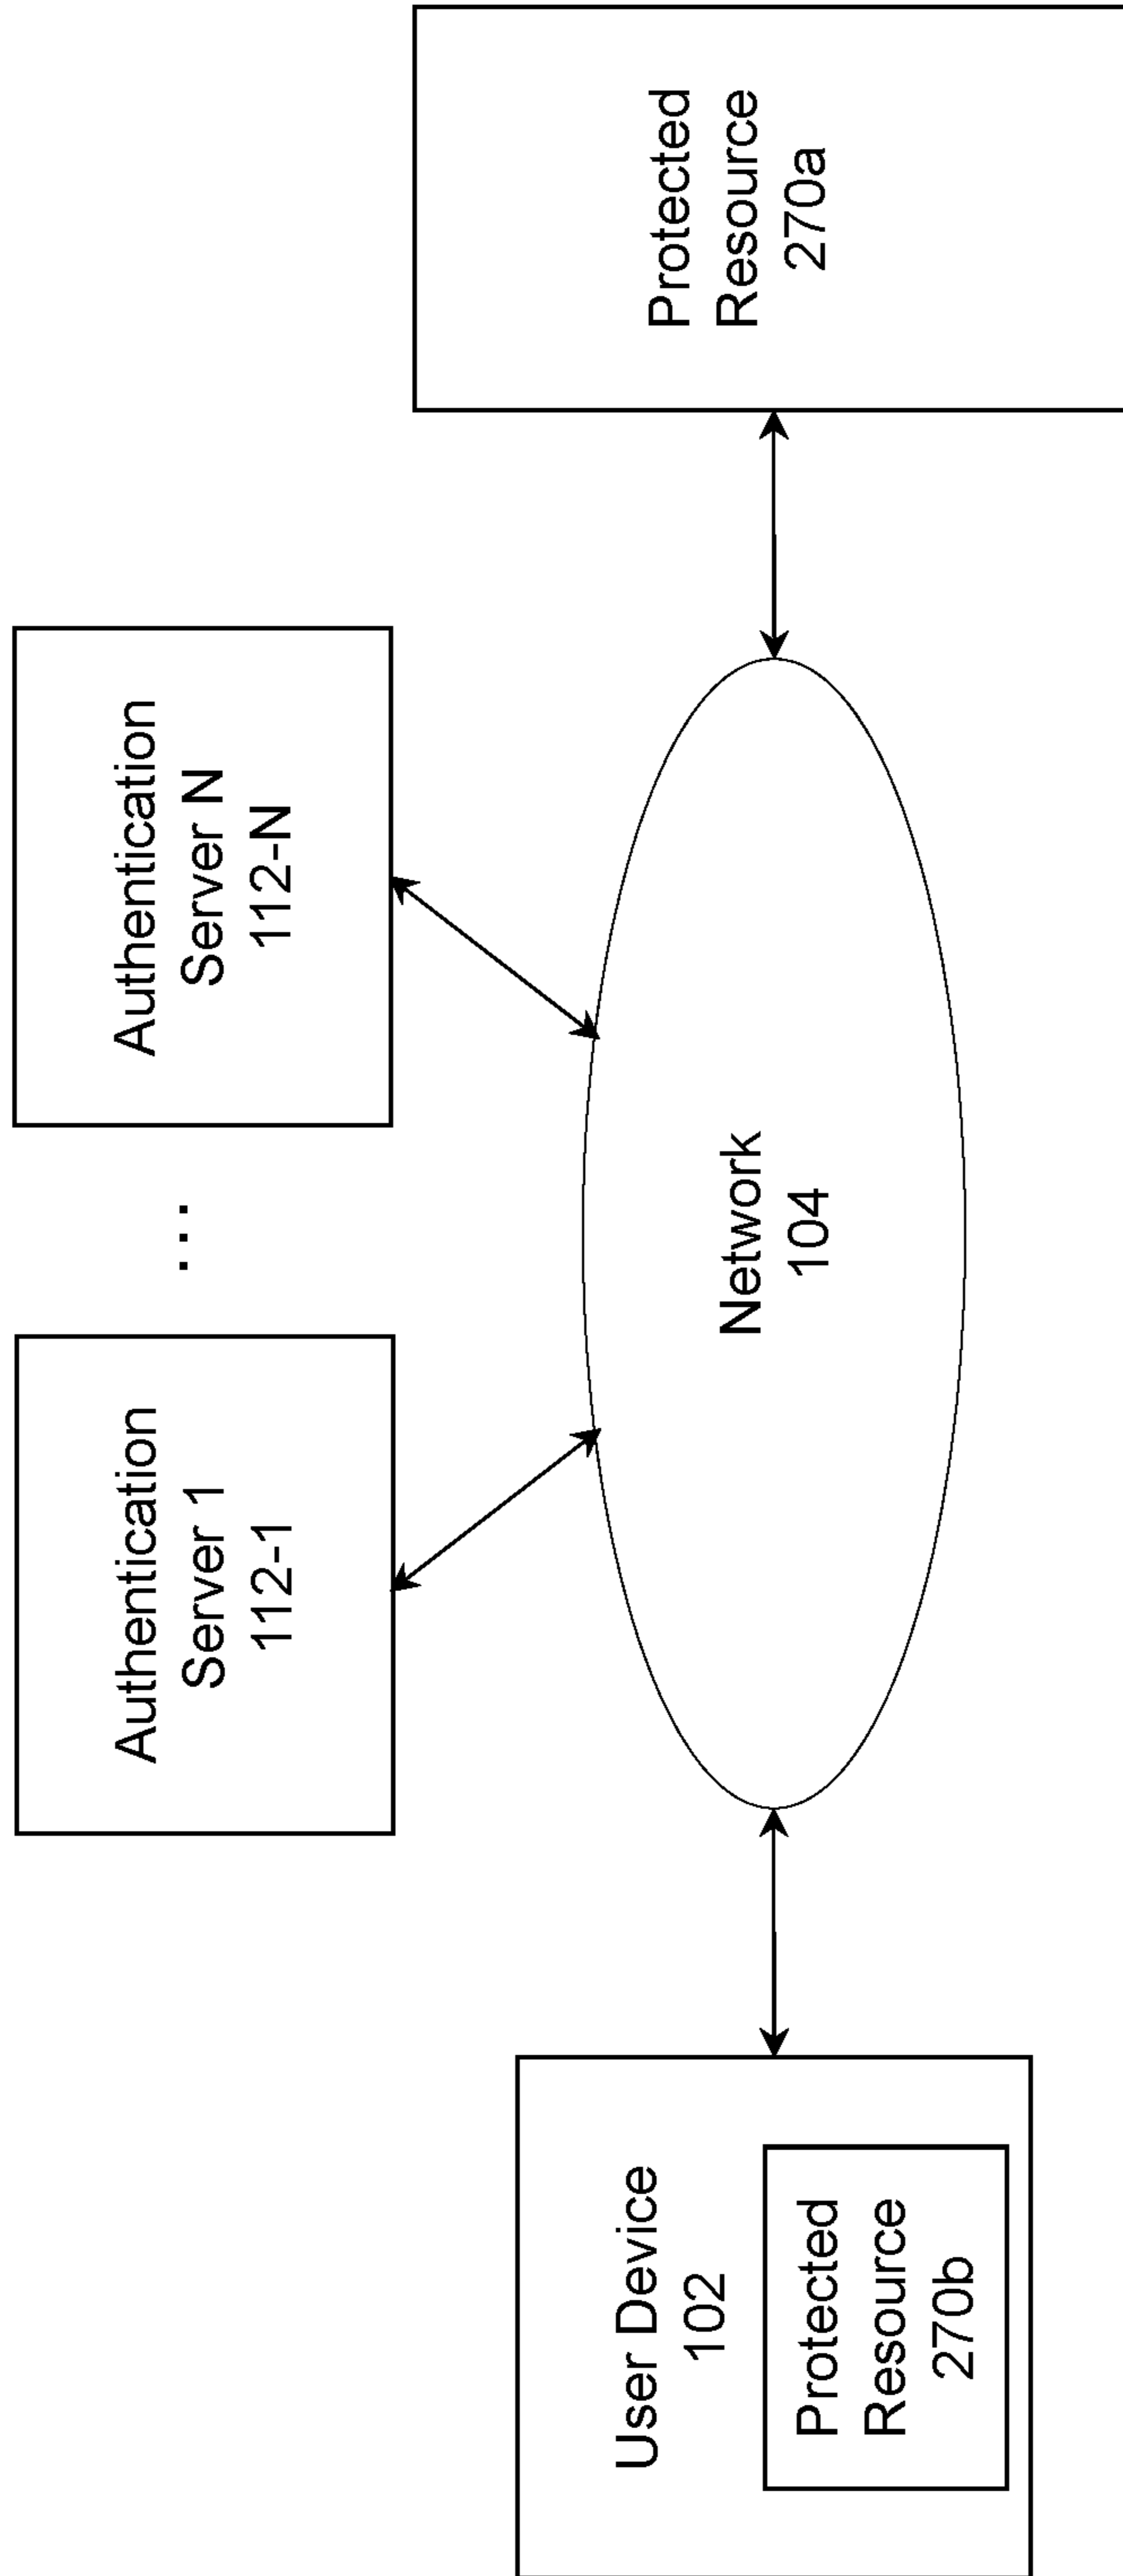 Authentication
Server 1
112-1
...
Authentication
Server N
112-N
User Device
102
Protected
Resource
270b
Network
104
Protected
Resource
270a